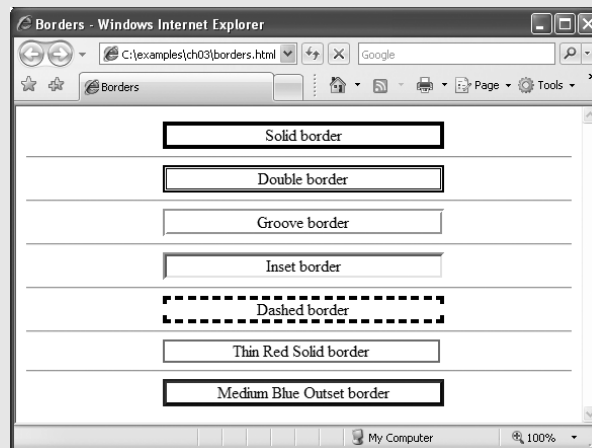 Borders - Windows Internet Explorer
C:\examples\ch03\borders.html
Google
Borders
Page
Tools
Solid border
Double border
Groove border
Inset border
Dashed border
Thin Red Solid border
Medium Blue Outset border
My Computer
100%